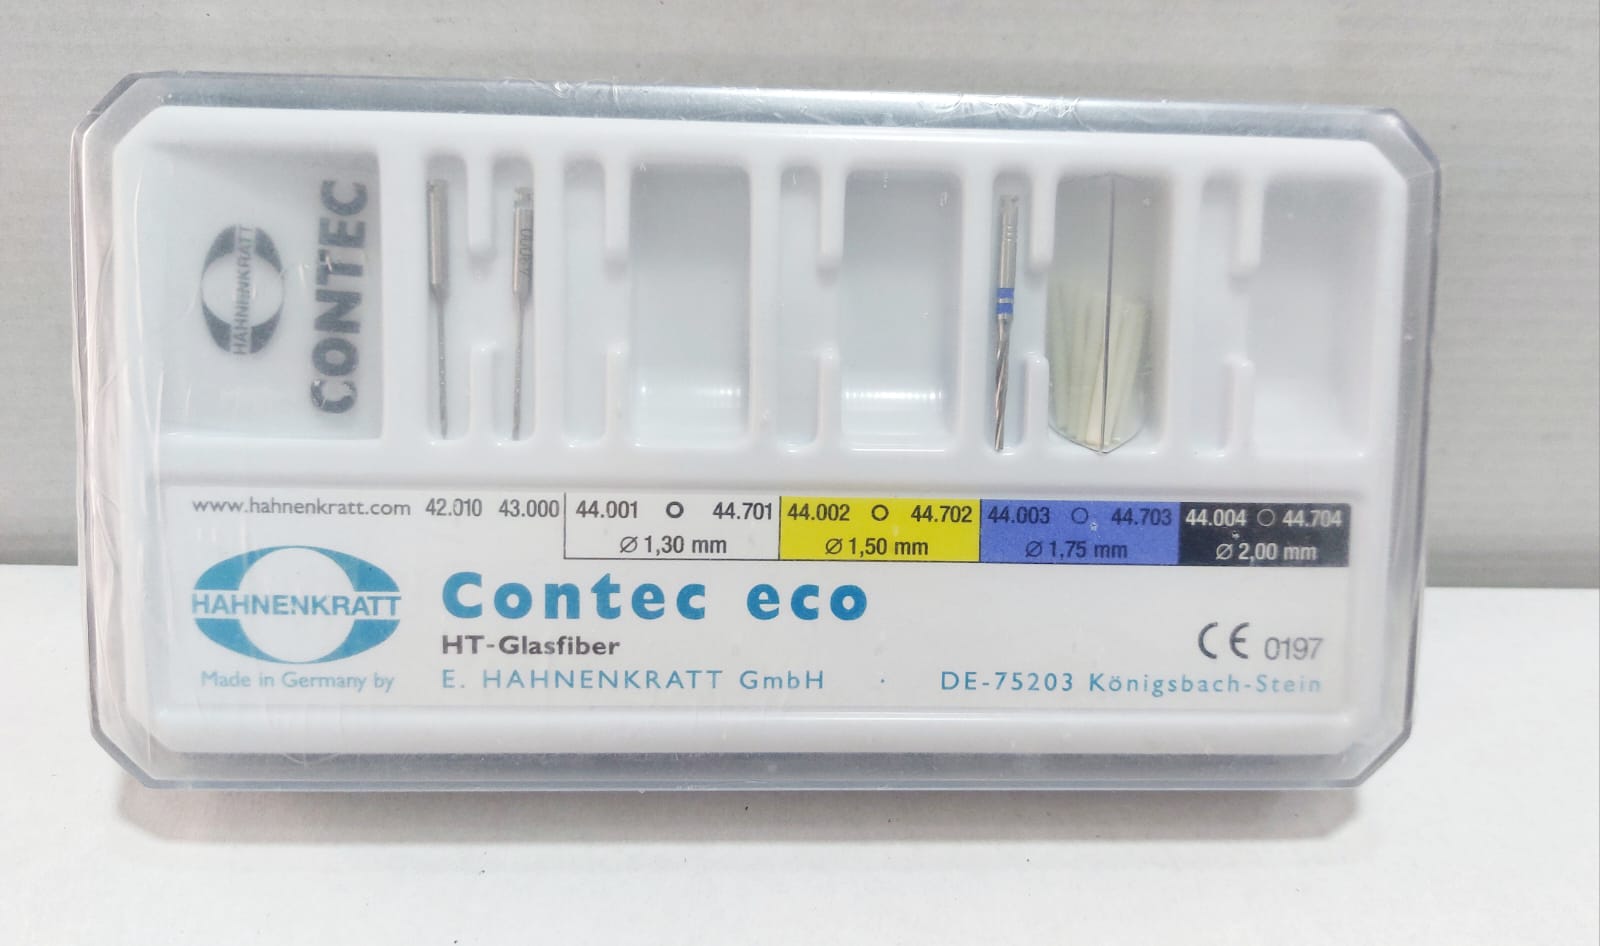 HAHNENKRATT
CONTEC
43000
www.hahnenkratt.com 42.010 43.000 44.001 44.701 44.002 44.702 44.003 44.703 44.004 44.704
Ø 1,30 mm Ø 1,50 mm Ø 1,75 mm Ø 2,00 mm
HAHNENKRATT
Made in Germany by
Contec eco
HT-Glasfiber
E. HAHNENKRATT GmbH · DE-75203 Königsbach-Stein
CE 0197